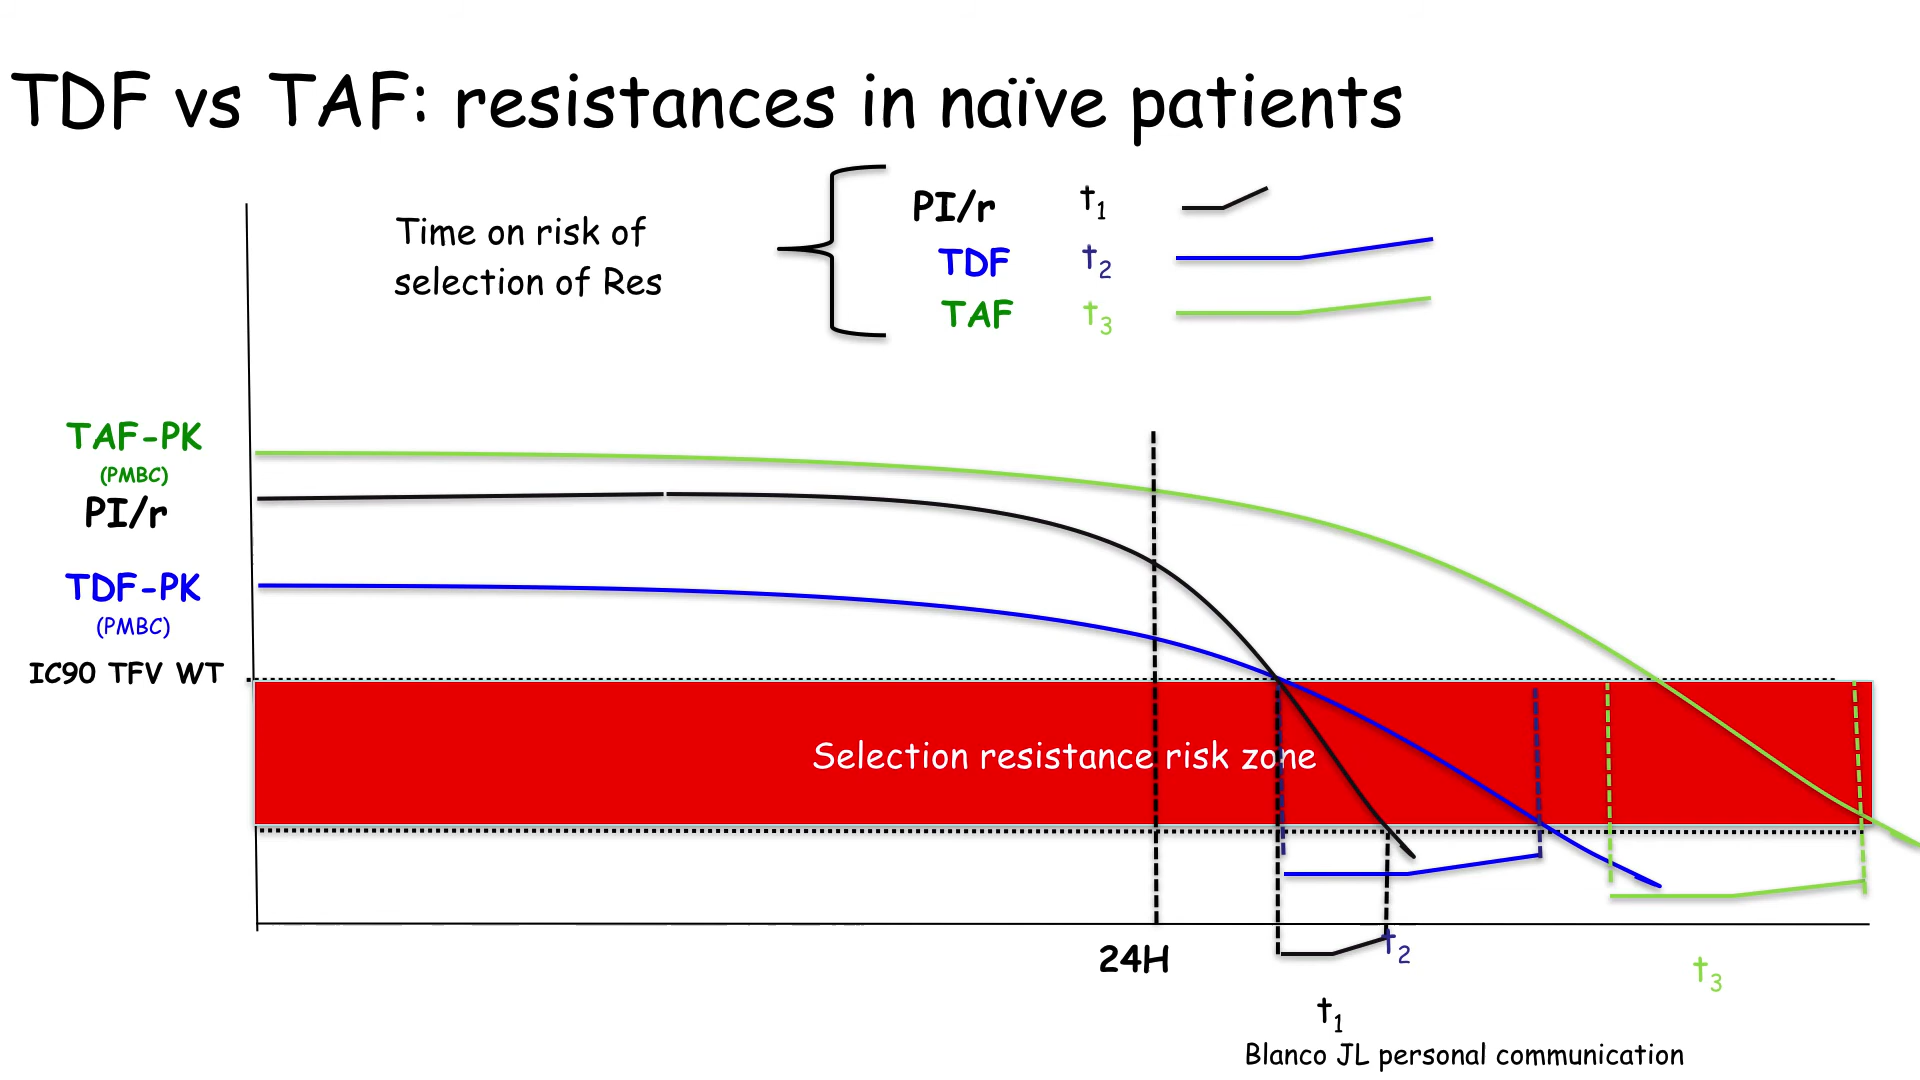 TDF vs TAF: resistances in naïve patients
Time on risk of
selection of Res
PI/r t1
TDF t2
TAF t3
TAF-PK
(PMBC)
PI/r
TDF-PK
(PMBC)
IC90 TFV WT
Selection resistance risk zone
24H
t2
t3
t1
Blanco JL personal communication